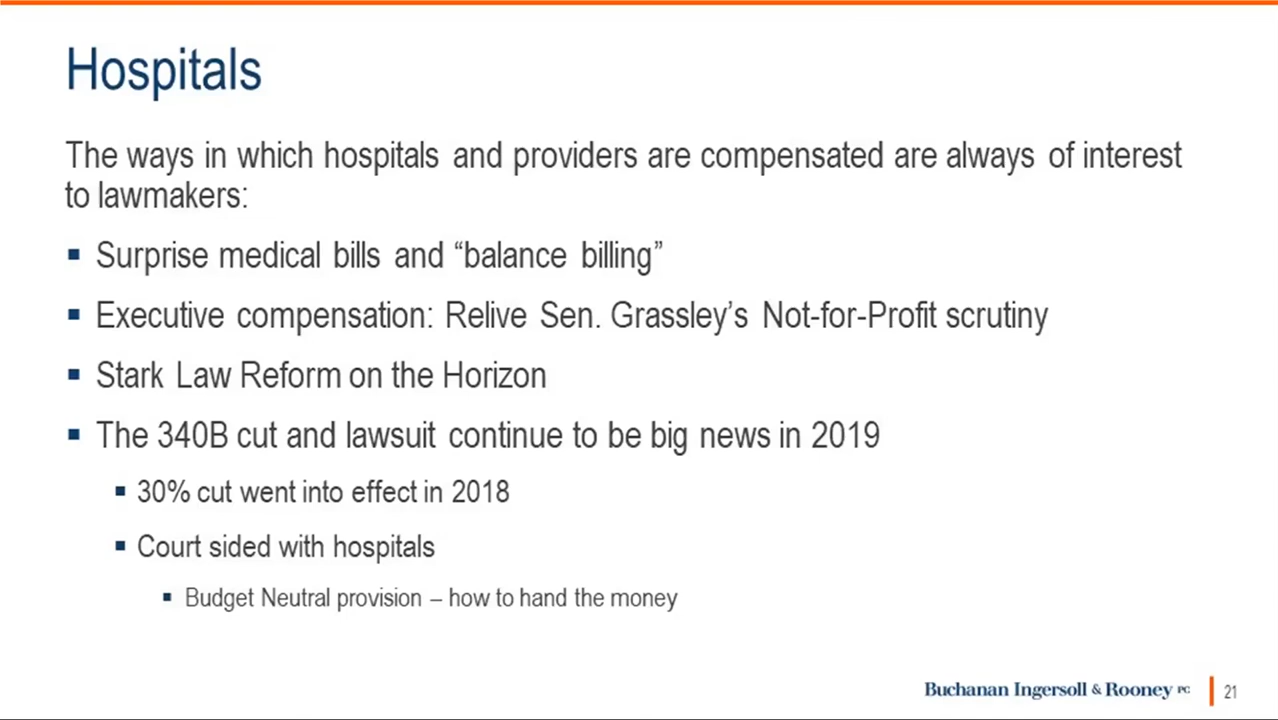 Hospitals
The ways in which hospitals and providers are compensated are always of interest
to lawmakers:
▪ Surprise medical bills and “balance billing”
▪ Executive compensation: Relive Sen. Grassley’s Not-for-Profit scrutiny
▪ Stark Law Reform on the Horizon
▪ The 340B cut and lawsuit continue to be big news in 2019
▪ 30% cut went into effect in 2018
▪ Court sided with hospitals
▪ Budget Neutral provision – how to hand the money
Buchanan Ingersoll & Rooney PC
21